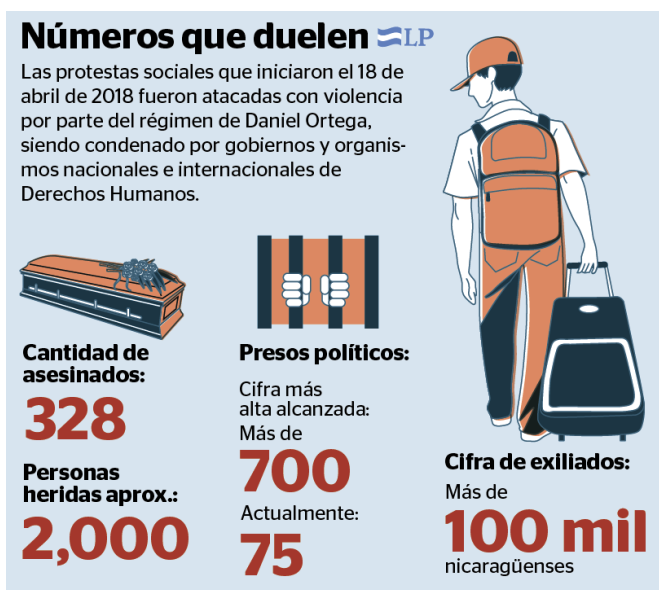 Números que duelen LP
Las protestas sociales que iniciaron el 18 de
abril de 2018 fueron atacadas con violencia
por parte del régimen de Daniel Ortega,
siendo condenado por gobiernos y organis-
mos nacionales e internacionales de
Derechos Humanos.
Cantidad de
asesinados:
328
Personas
heridas aprox.:
2,000
Presos políticos:
Cifra más
alta alcanzada:
Más de
700
Actualmente:
75
Cifra de exiliados:
Más de
100 mil
nicaragüenses